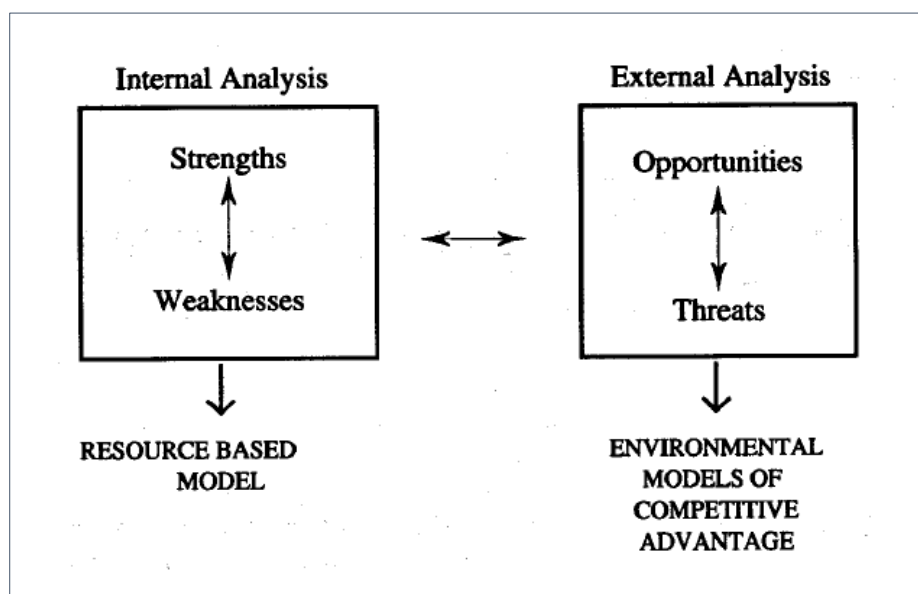 Internal Analysis
Strengths
Weaknesses
RESOURCE BASED
MODEL
External Analysis
Opportunities
Threats
ENVIRONMENTAL
MODELS OF
COMPETITIVE
ADVANTAGE